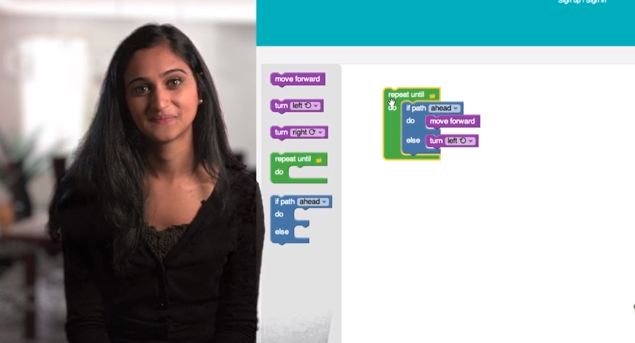 Sign up | Sign in
move forward
turn left
turn right
repeat until
do
if path ahead
do
else
repeat until
do if path ahead
do move forward
else turn left